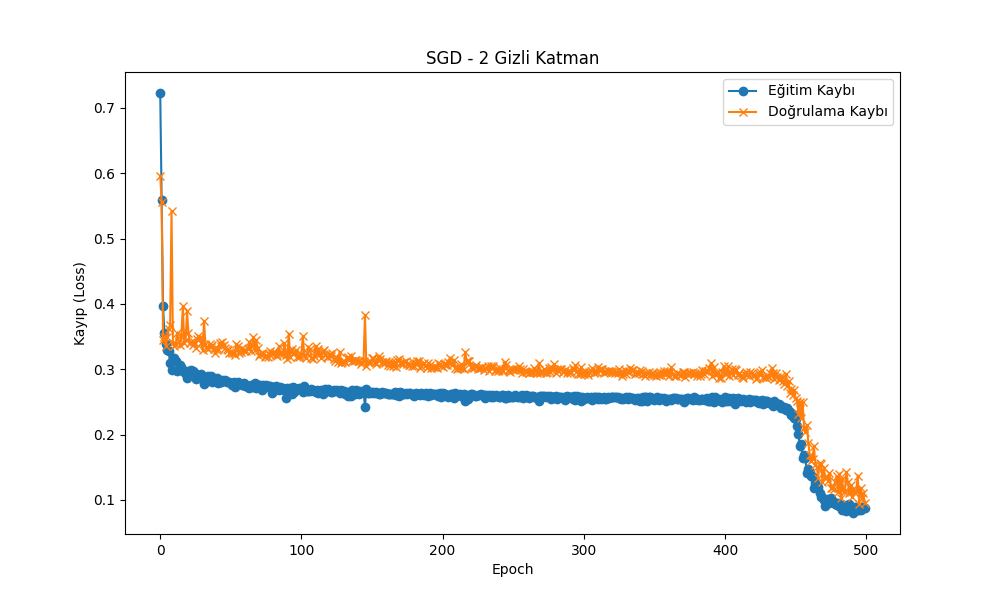 SGD - 2 Gizli Katman
Eğitim Kaybı
Doğrulama Kaybı
Kayıp (Loss)
0.7
0.6
0.5
0.4
0.3
0.2
0.1
0 100 200 300 400 500
Epoch